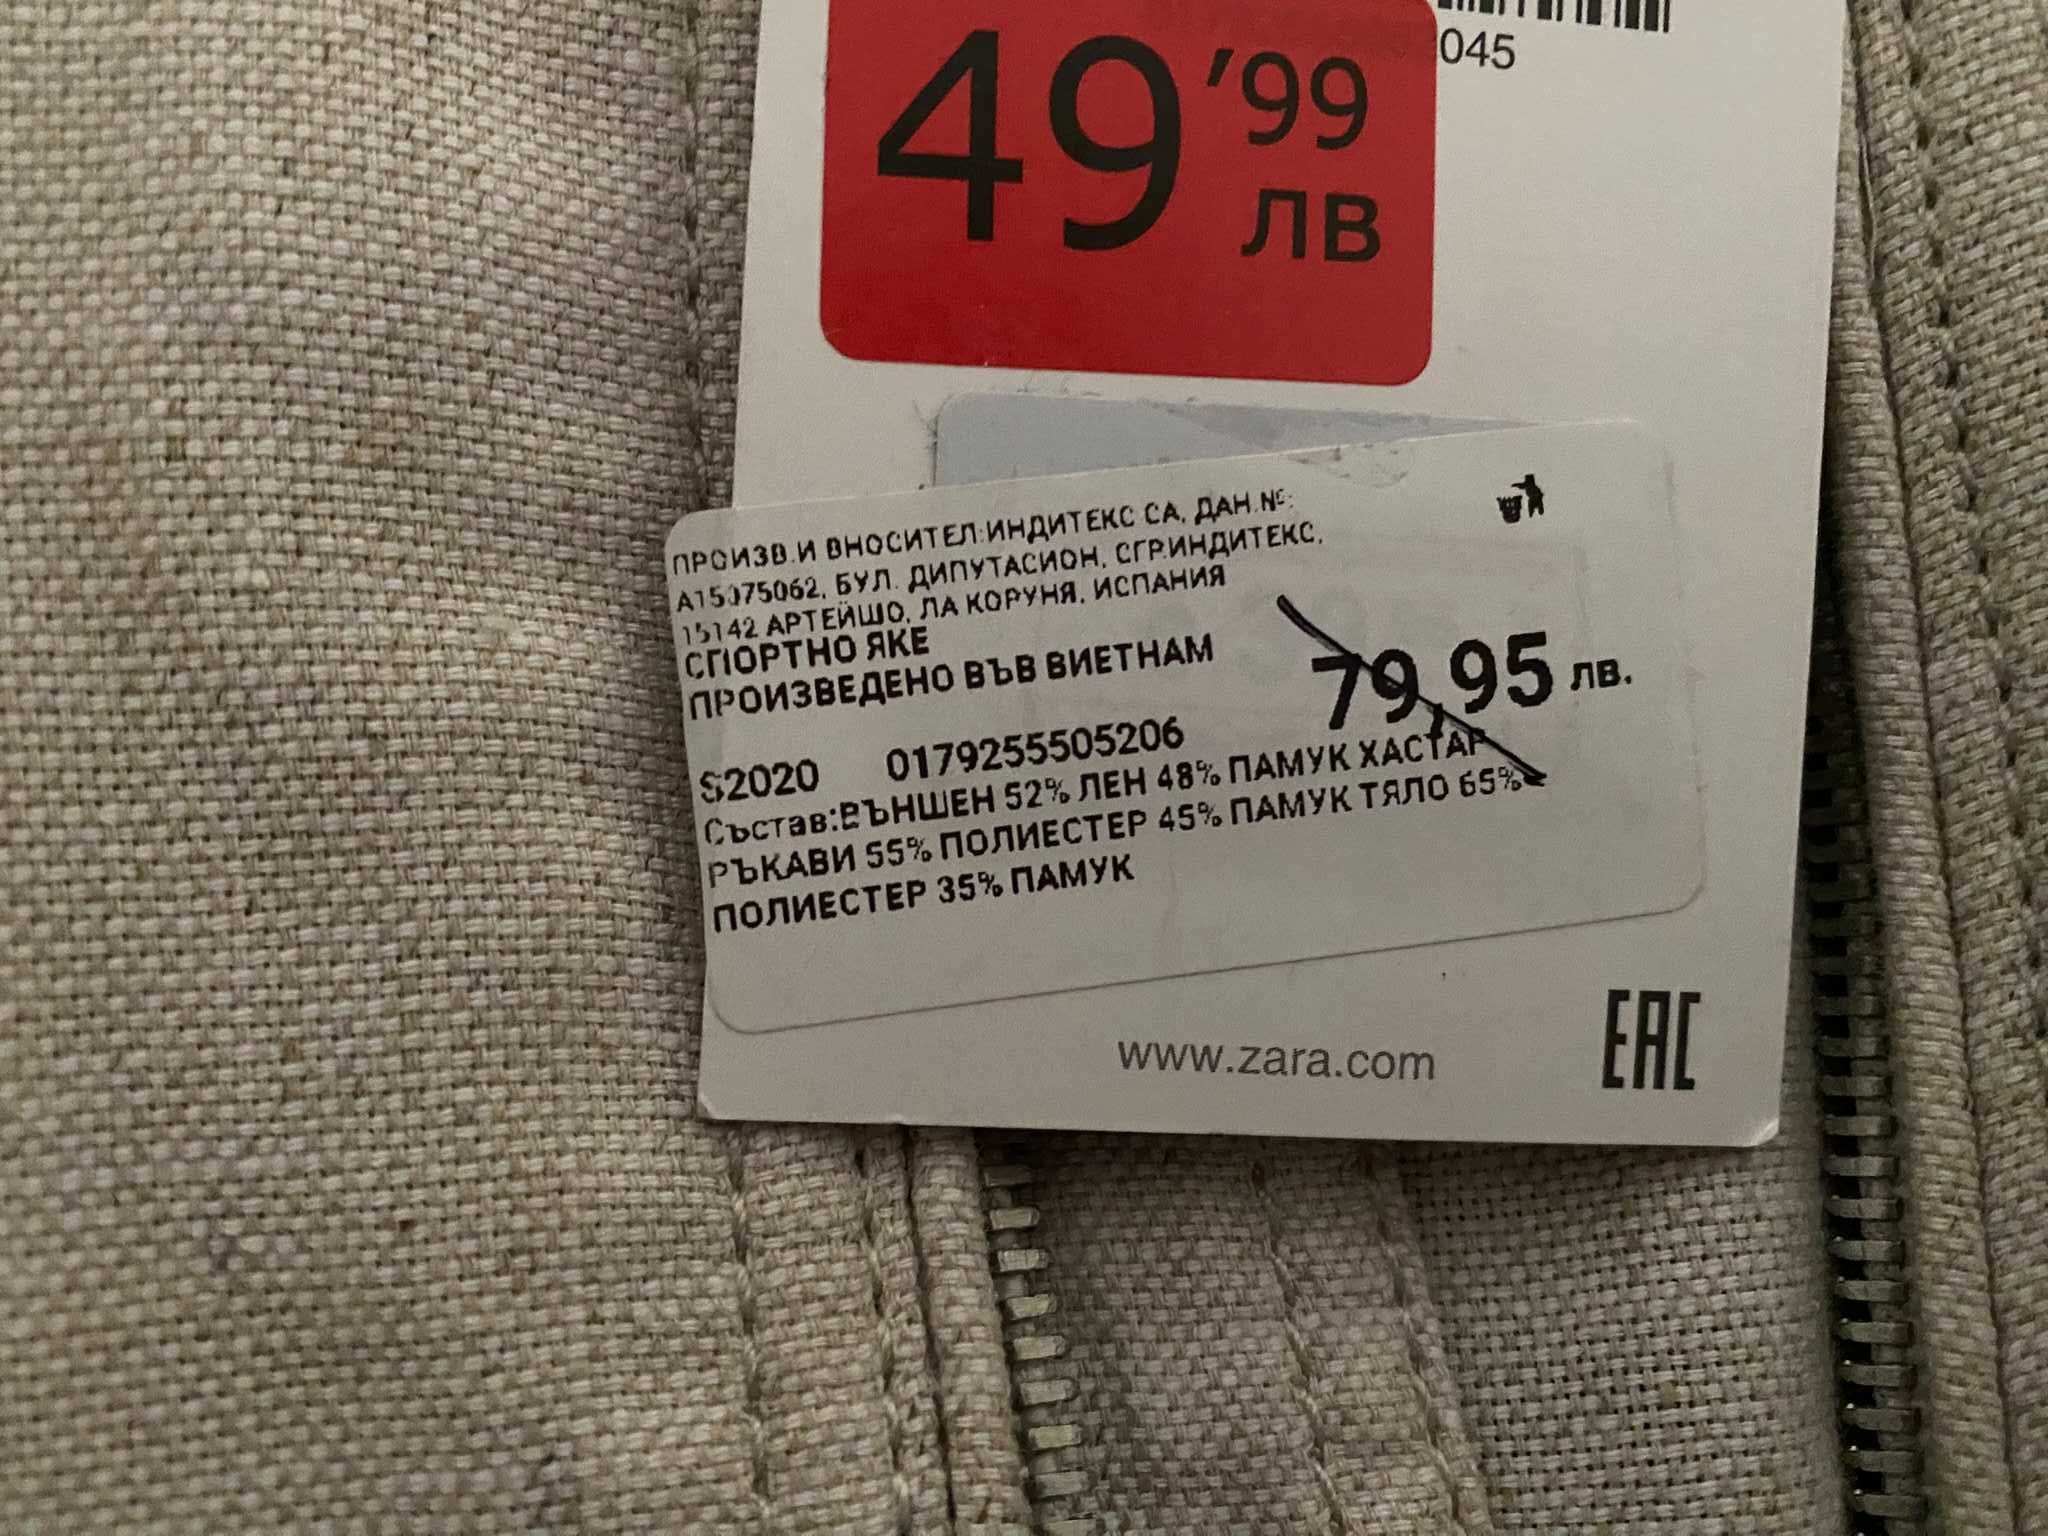 045
49'99
лв
ПРОИЗВ.И ВНОСИТЕЛ:ИНДИТЕКС СА, ДАН.№:
А15075062, БУЛ. ДИПУТАСИОН, СГР.ИНДИТЕКС,
15142 АРТЕЙШО, ЛА КОРУНЯ, ИСПАНИЯ
СПОРТНО ЯКЕ
ПРОИЗВЕДЕНО ВЪВ ВИЕТНАМ
79,95 лв.
S2020 0179255505206
Състав:ВЪНШЕН 52% ЛЕН 48% ПАМУК ХАСТАР
РЪКАВИ 55% ПОЛИЕСТЕР 45% ПАМУК ТЯЛО 65%
ПОЛИЕСТЕР 35% ПАМУК
www.zara.com
EAC